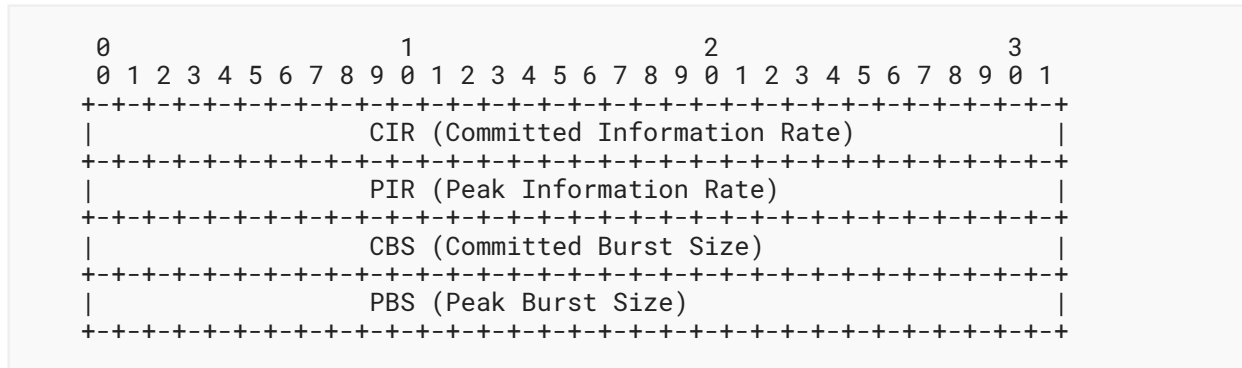 0                   1                   2                   3
 0 1 2 3 4 5 6 7 8 9 0 1 2 3 4 5 6 7 8 9 0 1 2 3 4 5 6 7 8 9 0 1
+-+-+-+-+-+-+-+-+-+-+-+-+-+-+-+-+-+-+-+-+-+-+-+-+-+-+-+-+-+-+-+-+
|                  CIR (Committed Information Rate)             |
+-+-+-+-+-+-+-+-+-+-+-+-+-+-+-+-+-+-+-+-+-+-+-+-+-+-+-+-+-+-+-+-+
|                  PIR (Peak Information Rate)                  |
+-+-+-+-+-+-+-+-+-+-+-+-+-+-+-+-+-+-+-+-+-+-+-+-+-+-+-+-+-+-+-+-+
|                  CBS (Committed Burst Size)                   |
+-+-+-+-+-+-+-+-+-+-+-+-+-+-+-+-+-+-+-+-+-+-+-+-+-+-+-+-+-+-+-+-+
|                  PBS (Peak Burst Size)                        |
+-+-+-+-+-+-+-+-+-+-+-+-+-+-+-+-+-+-+-+-+-+-+-+-+-+-+-+-+-+-+-+-+